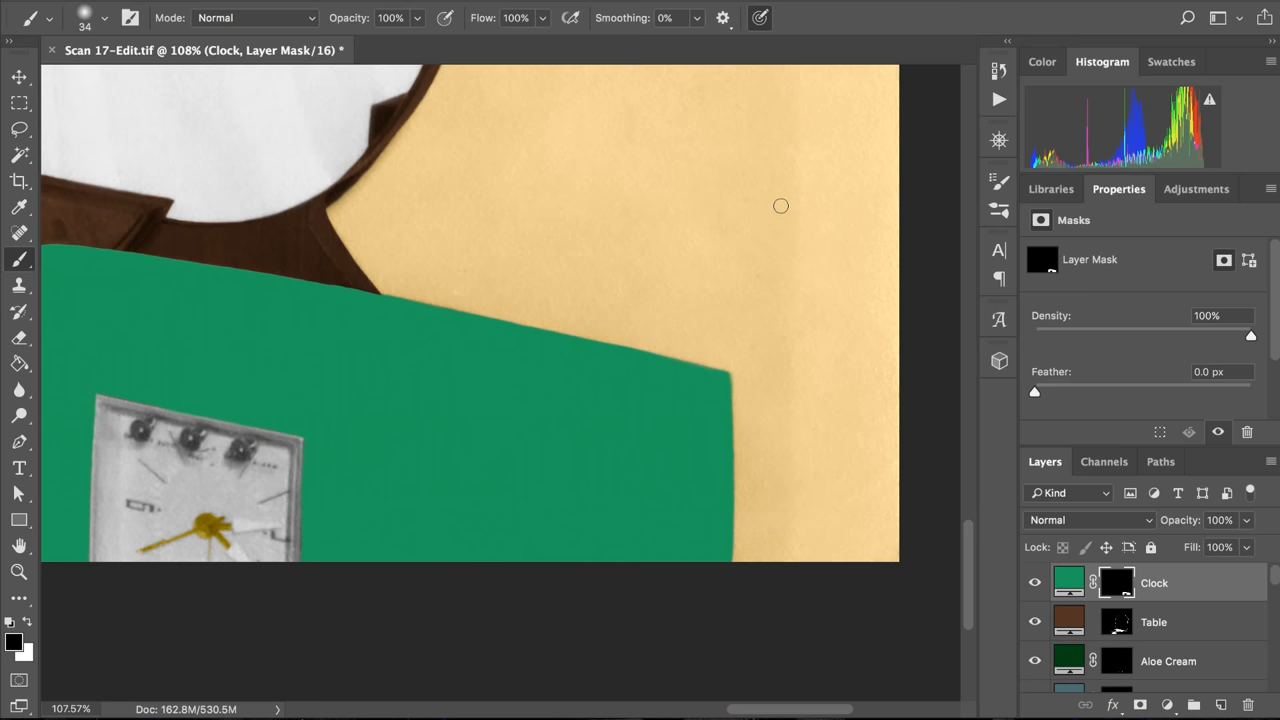 34
Mode: Normal
Opacity: 100%
Flow: 100%
Smoothing: 0%
Scan 17-Edit.tif @ 108% (Clock, Layer Mask/16) *
Color Histogram Swatches
Libraries Properties Adjustments
Masks
Layer Mask
Density: 100%
Feather: 0.0 px
Layers Channels Paths
Kind
Normal Opacity: 100%
Lock: Fill: 100%
Clock
Table
Aloe Cream
107.57% Doc: 162.8M/530.5M